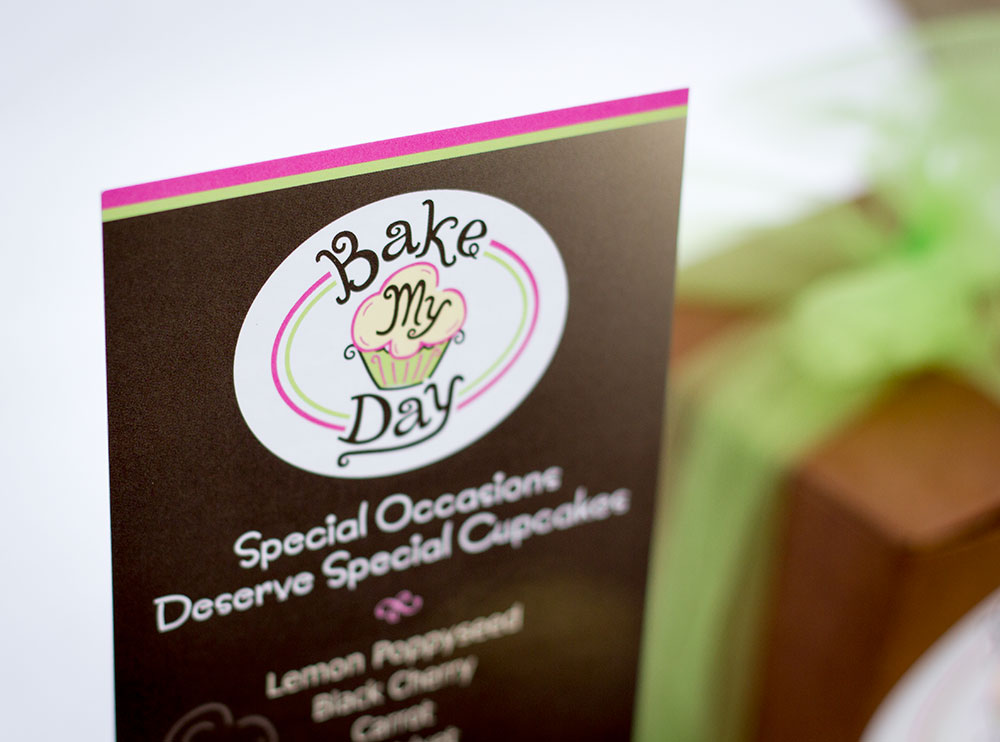 Bake
My
Day
Special Occasions
Deserve Special Cupcakes
Lemon Poppyseed
Black Cherry
Carrot